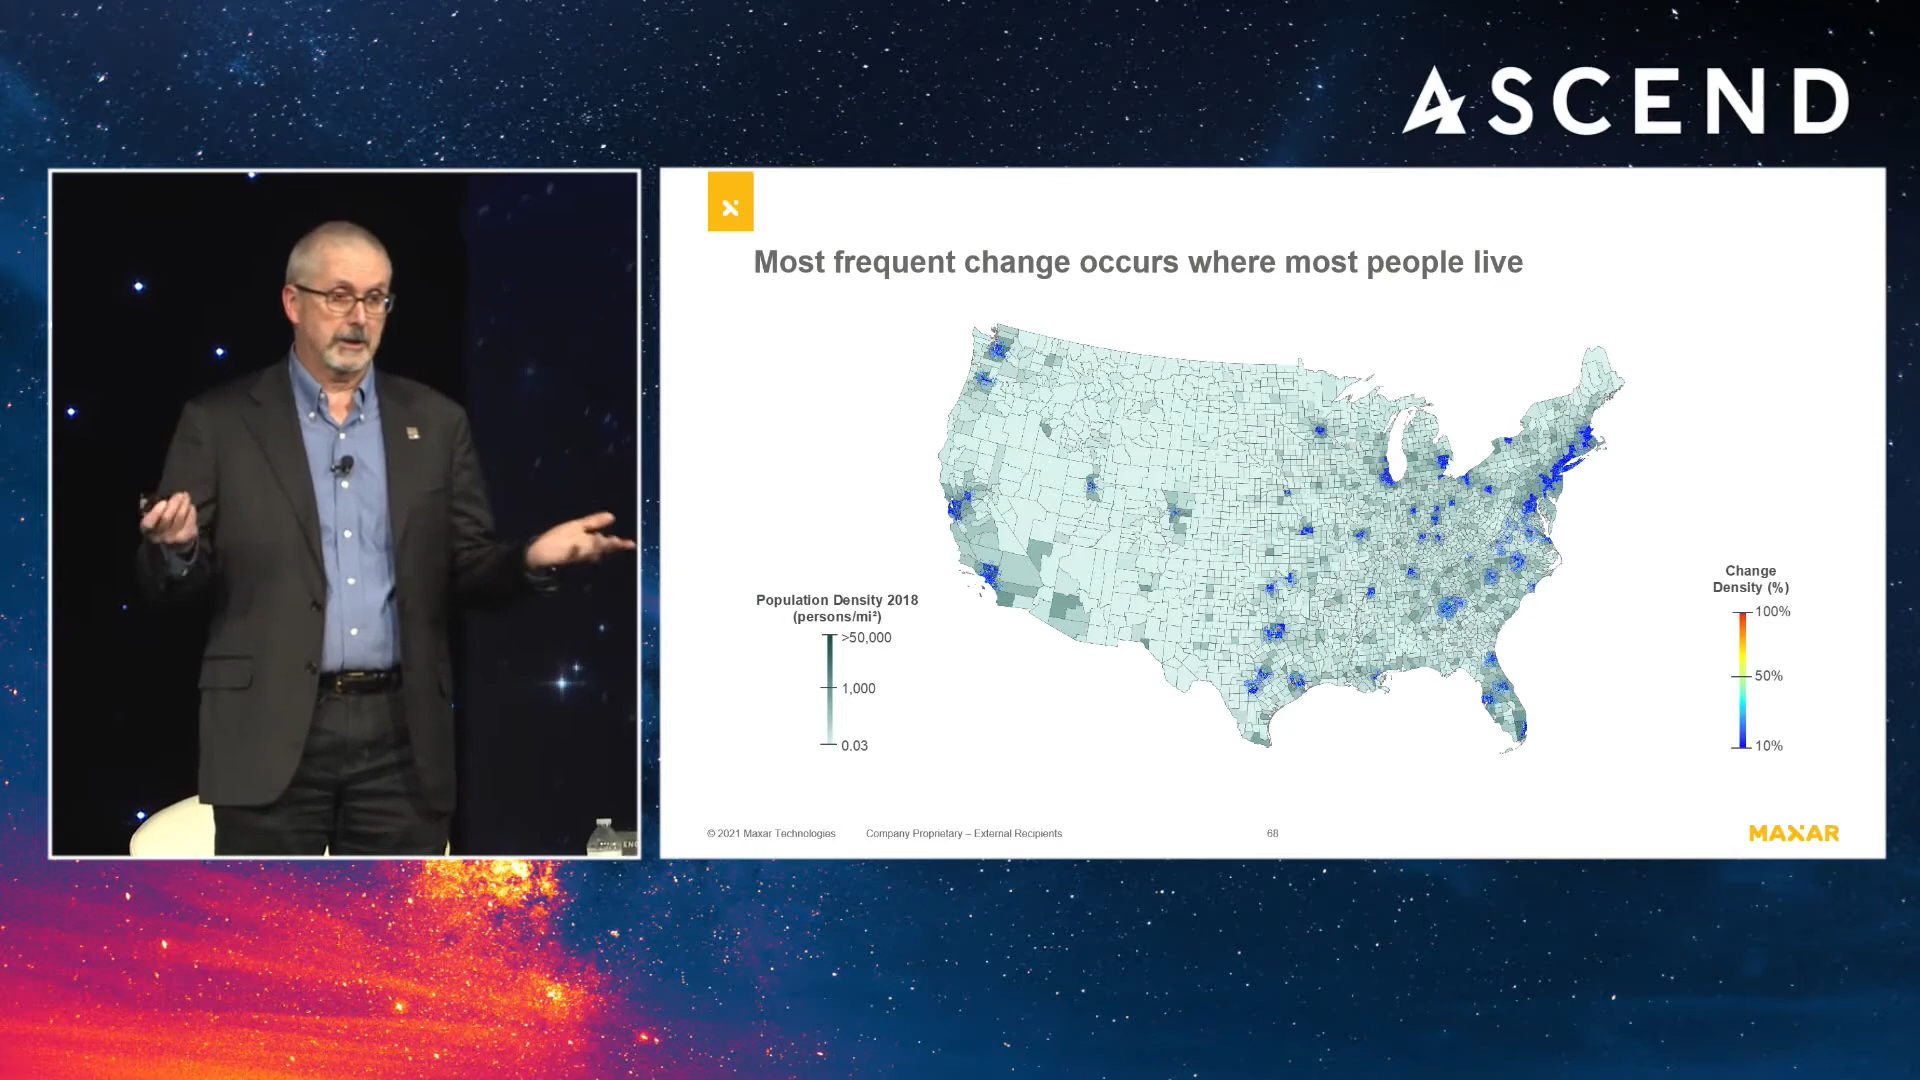 ASCEND
Most frequent change occurs where most people live
Population Density 2018
(persons/mi²)
>50,000
1,000
0.03
Change
Density (%)
100%
50%
10%
© 2021 Maxar Technologies
Company Proprietary – External Recipients
68
MAXAR
ENG